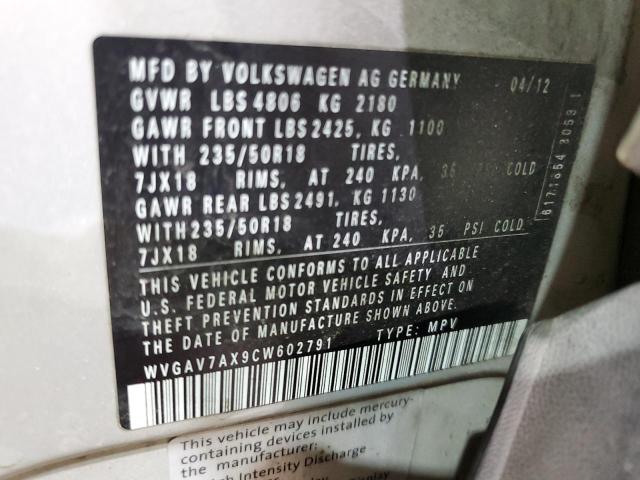 MFD BY VOLKSWAGEN AG GERMANY 04/12
GVWR LBS 4806 KG 2180
GAWR FRONT LBS 2425, KG 1100
WITH 235/50R18 TIRES,
7JX18 RIMS, AT 240 KPA, 35 PSI COLD
GAWR REAR LBS 2491, KG 1130
WITH 235/50R18 TIRES,
7JX18 RIMS, AT 240 KPA, 35 PSI COLD
THIS VEHICLE CONFORMS TO ALL APPLICABLE
U.S. FEDERAL MOTOR VEHICLE SAFETY AND
THEFT PREVENTION STANDARDS IN EFFECT ON
THE DATE OF MANUFACTURE SHOWN ABOVE.
WVGAV7AX9CW602791 TYPE: MPV
This vehicle may include mercury-
containing devices installed by
the manufacturer:
Intensity Discharge